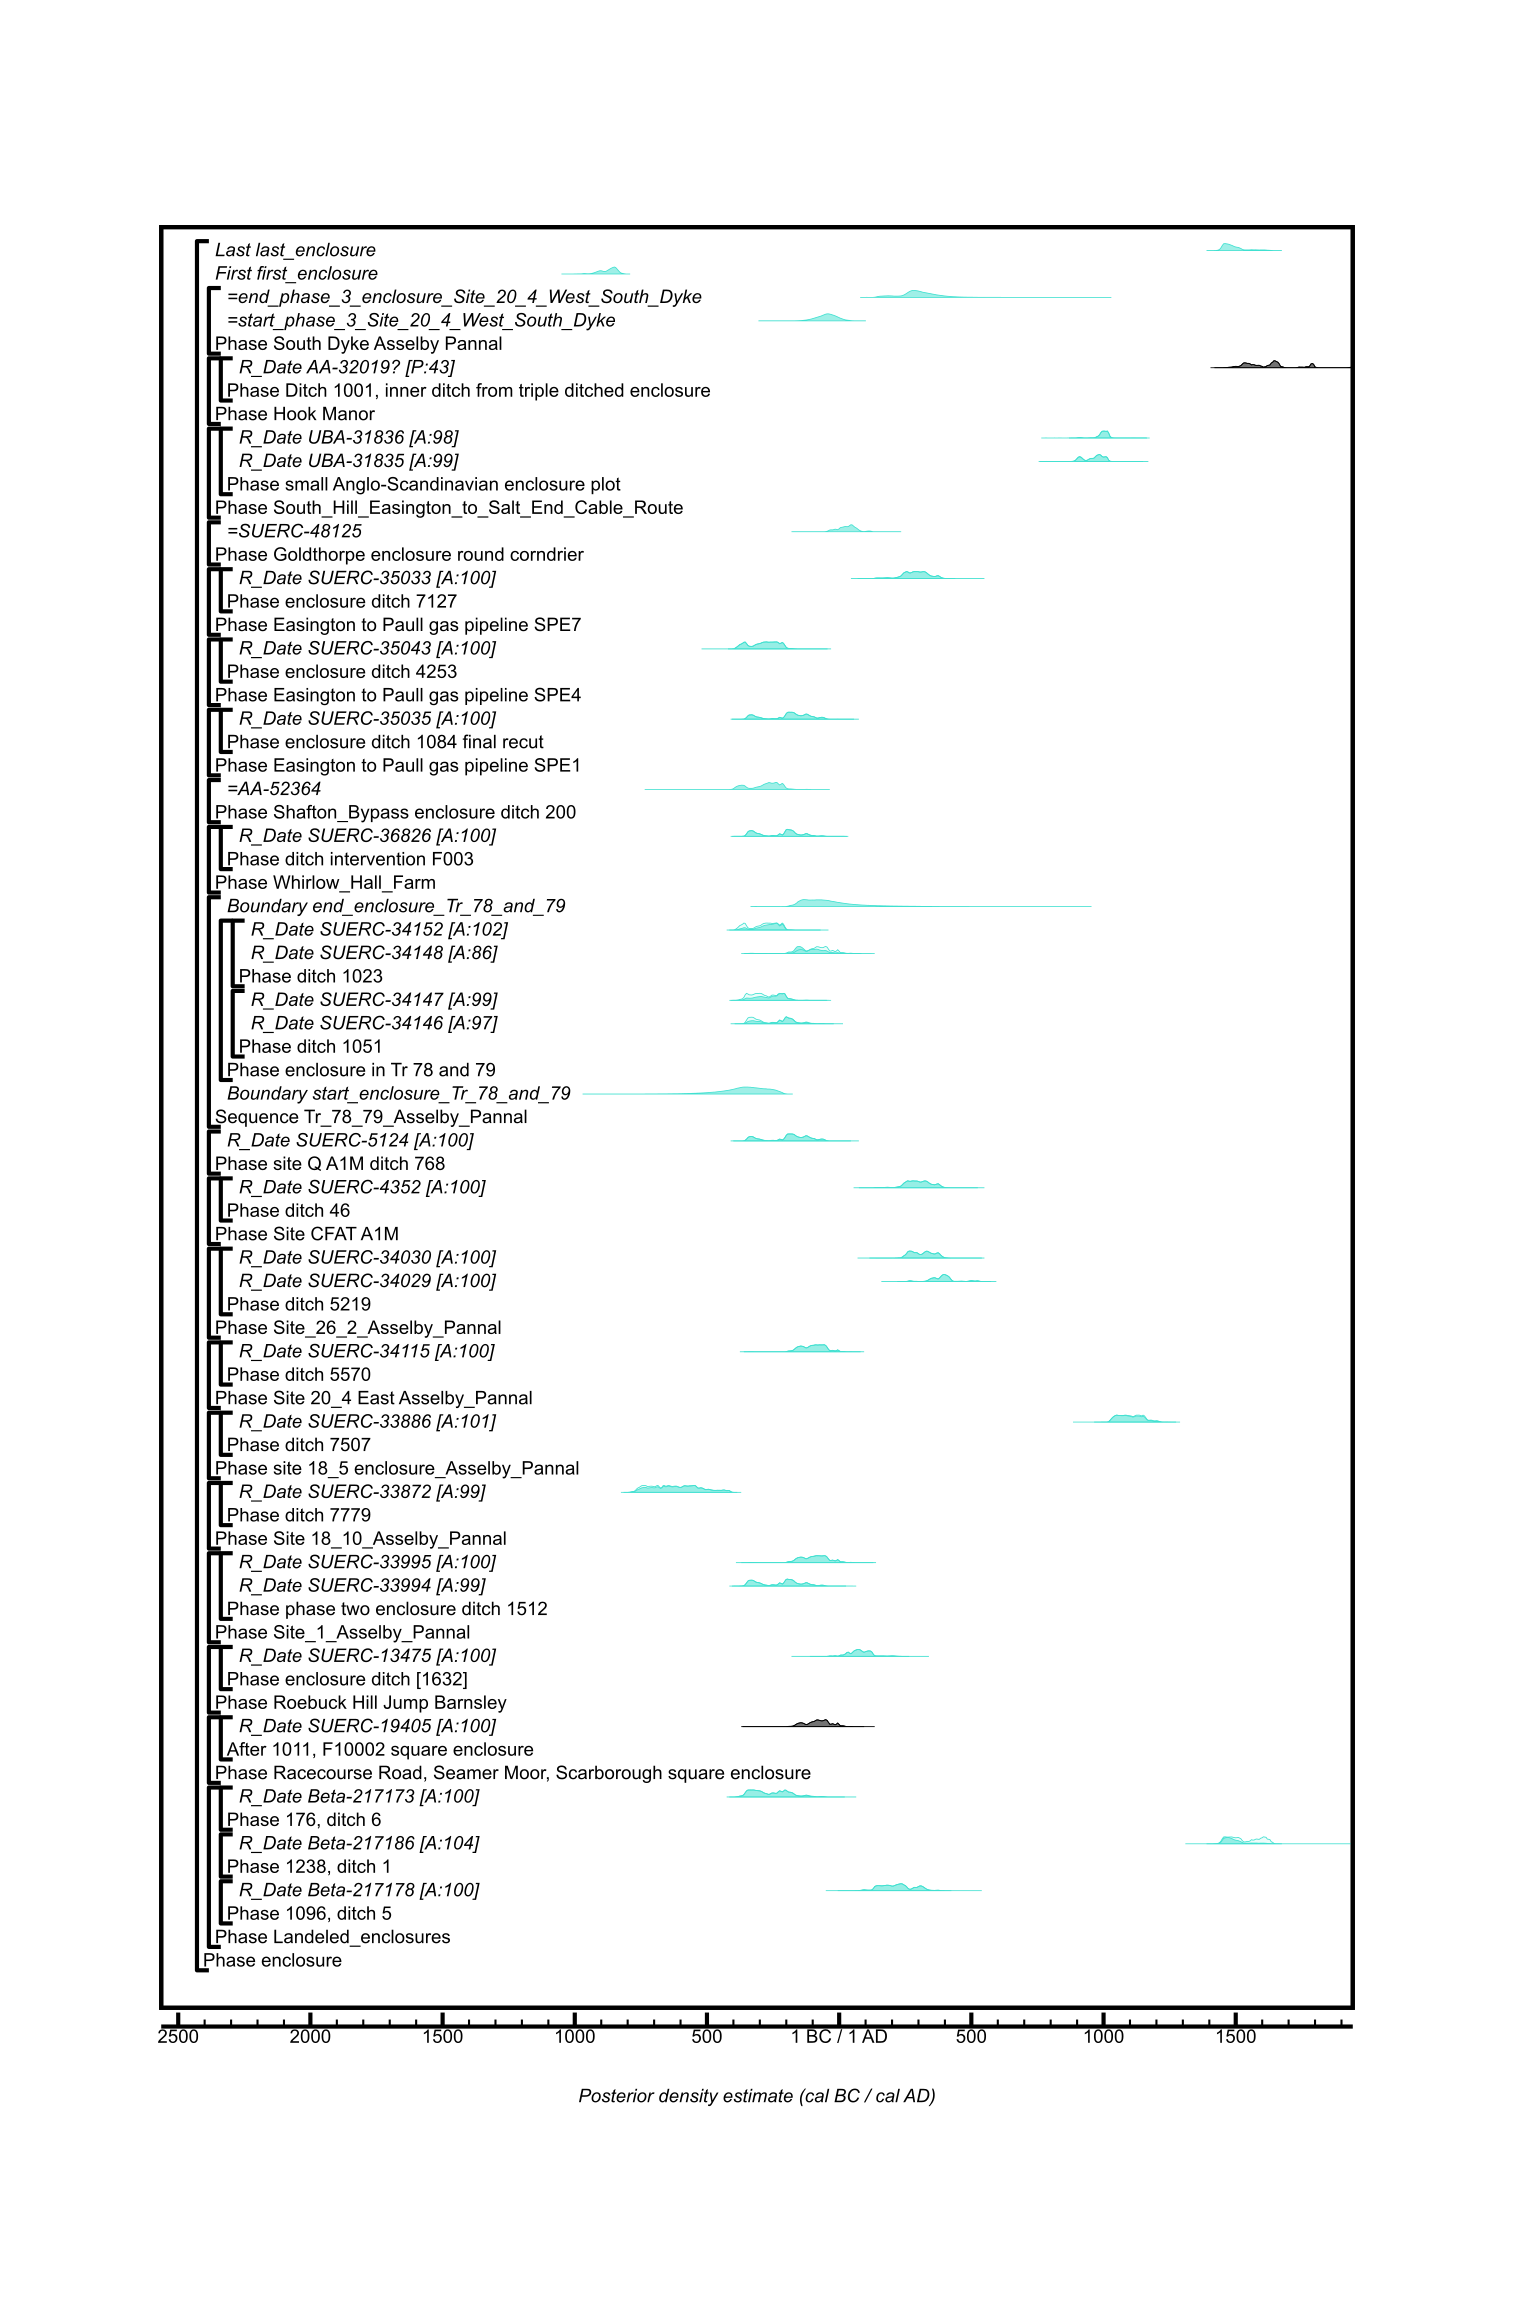 Last last_enclosure
First first_enclosure
=end_phase_3_enclosure_Site_20_4_West_South_Dyke
=start_phase_3_Site_20_4_West_South_Dyke
Phase South Dyke Asselby Pannal
R_Date AA-32019? [P:43]
Phase Ditch 1001, inner ditch from triple ditched enclosure
Phase Hook Manor
R_Date UBA-31836 [A:98]
R_Date UBA-31835 [A:99]
Phase small Anglo-Scandinavian enclosure plot
Phase South_Hill_Easington_to_Salt_End_Cable_Route
=SUERC-48125
Phase Goldthorpe enclosure round corndrier
R_Date SUERC-35033 [A:100]
Phase enclosure ditch 7127
Phase Easington to Paull gas pipeline SPE7
R_Date SUERC-35043 [A:100]
Phase enclosure ditch 4253
Phase Easington to Paull gas pipeline SPE4
R_Date SUERC-35035 [A:100]
Phase enclosure ditch 1084 final recut
Phase Easington to Paull gas pipeline SPE1
=AA-52364
Phase Shafton_Bypass enclosure ditch 200
R_Date SUERC-36826 [A:100]
Phase ditch intervention F003
Phase Whirlow_Hall_Farm
Boundary end_enclosure_Tr_78_and_79
R_Date SUERC-34152 [A:102]
R_Date SUERC-34148 [A:86]
Phase ditch 1023
R_Date SUERC-34147 [A:99]
R_Date SUERC-34146 [A:97]
Phase ditch 1051
Phase enclosure in Tr 78 and 79
Boundary start_enclosure_Tr_78_and_79
Sequence Tr_78_79_Asselby_Pannal
R_Date SUERC-5124 [A:100]
Phase site Q A1M ditch 768
R_Date SUERC-4352 [A:100]
Phase ditch 46
Phase Site CFAT A1M
R_Date SUERC-34030 [A:100]
R_Date SUERC-34029 [A:100]
Phase ditch 5219
Phase Site_26_2_Asselby_Pannal
R_Date SUERC-34115 [A:100]
Phase ditch 5570
Phase Site 20_4 East Asselby_Pannal
R_Date SUERC-33886 [A:101]
Phase ditch 7507
Phase site 18_5 enclosure_Asselby_Pannal
R_Date SUERC-33872 [A:99]
Phase ditch 7779
Phase Site 18_10_Asselby_Pannal
R_Date SUERC-33995 [A:100]
R_Date SUERC-33994 [A:99]
Phase phase two enclosure ditch 1512
Phase Site_1_Asselby_Pannal
R_Date SUERC-13475 [A:100]
Phase enclosure ditch [1632]
Phase Roebuck Hill Jump Barnsley
R_Date SUERC-19405 [A:100]
After 1011, F10002 square enclosure
Phase Racecourse Road, Seamer Moor, Scarborough square enclosure
R_Date Beta-217173 [A:100]
Phase 176, ditch 6
R_Date Beta-217186 [A:104]
Phase 1238, ditch 1
R_Date Beta-217178 [A:100]
Phase 1096, ditch 5
Phase Landeled_enclosures
Phase enclosure
2500 2000 1500 1000 500 1 BC / 1 AD 500 1000 1500
Posterior density estimate (cal BC / cal AD)